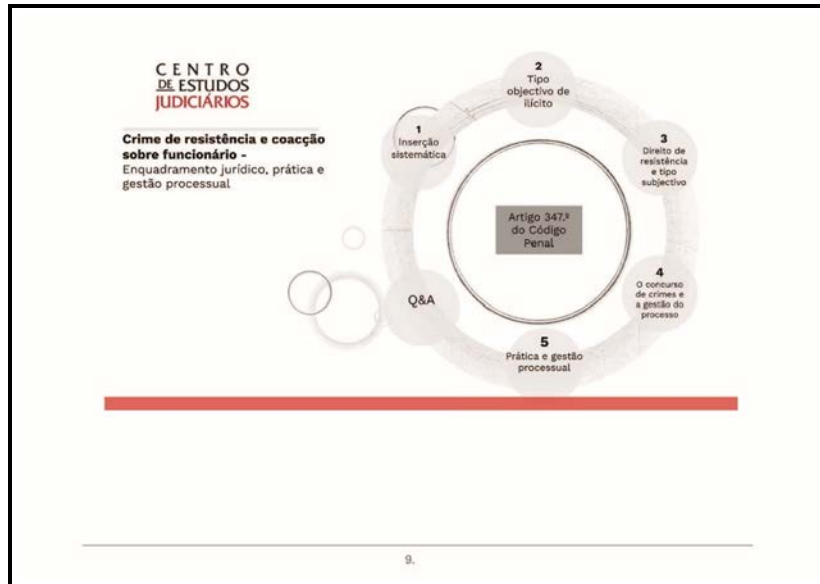 CENTRO
DE ESTUDOS
JUDICIÁRIOS
Crime de resistência e coacção
sobre funcionário -
Enquadramento jurídico, prática e
gestão processual
1
Inserção
sistemática
2
Tipo
objectivo de
ilícito
3
Direito de
resistência
e tipo
subjectivo
Artigo 347.º
do Código
Penal
4
O concurso
de crimes e
a gestão do
processo
5
Prática e gestão
processual
Q&A
9.